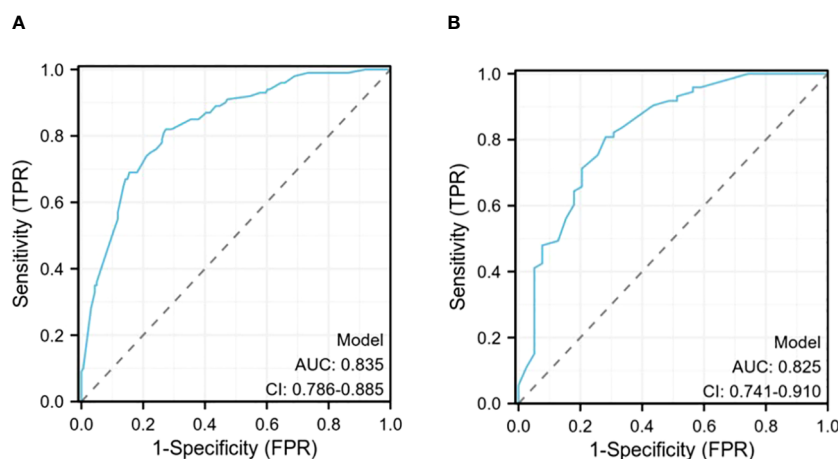 A
1.0
0.8
0.6
0.4
0.2
0.0
Sensitivity (TPR)
Model
AUC: 0.835
CI: 0.786-0.885
0.0 0.2 0.4 0.6 0.8 1.0
1-Specificity (FPR)
B
1.0
0.8
0.6
0.4
0.2
0.0
Sensitivity (TPR)
Model
AUC: 0.825
CI: 0.741-0.910
0.0 0.2 0.4 0.6 0.8 1.0
1-Specificity (FPR)